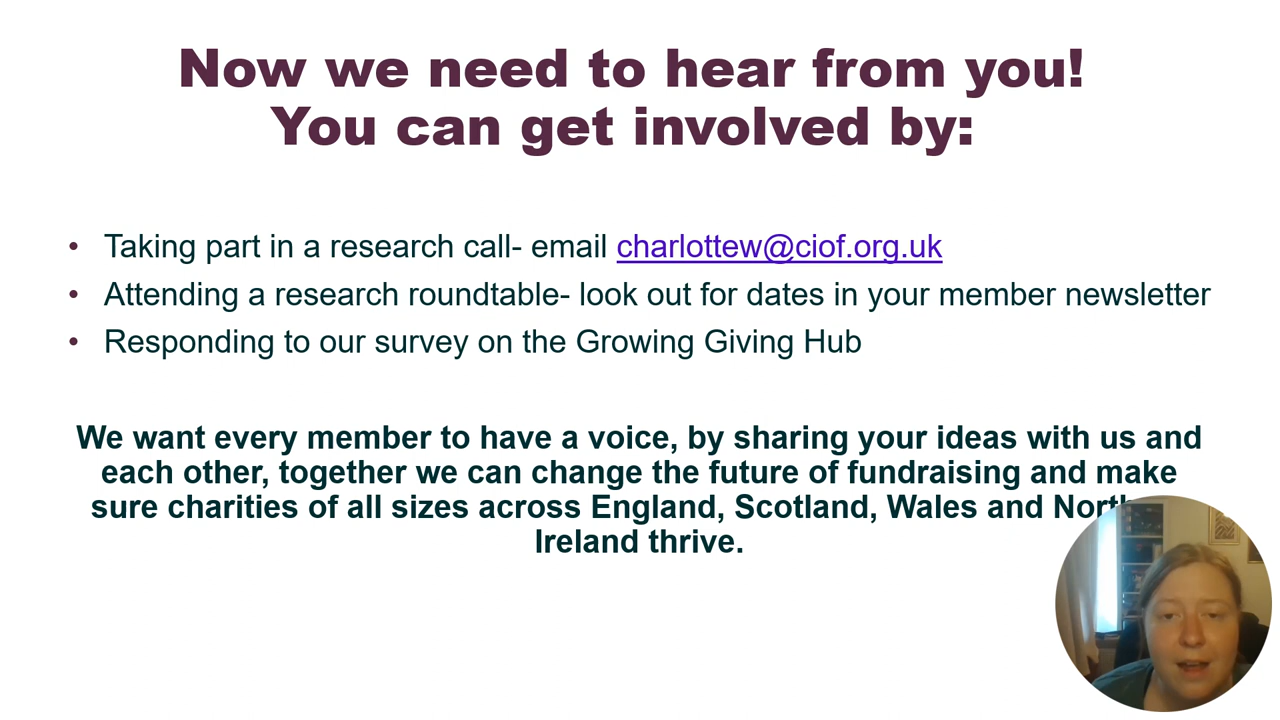 Now we need to hear from you!
You can get involved by:
• Taking part in a research call- email charlottew@ciof.org.uk
• Attending a research roundtable- look out for dates in your member newsletter
• Responding to our survey on the Growing Giving Hub
We want every member to have a voice, by sharing your ideas with us and
each other, together we can change the future of fundraising and make
sure charities of all sizes across England, Scotland, Wales and
Ireland thrive.